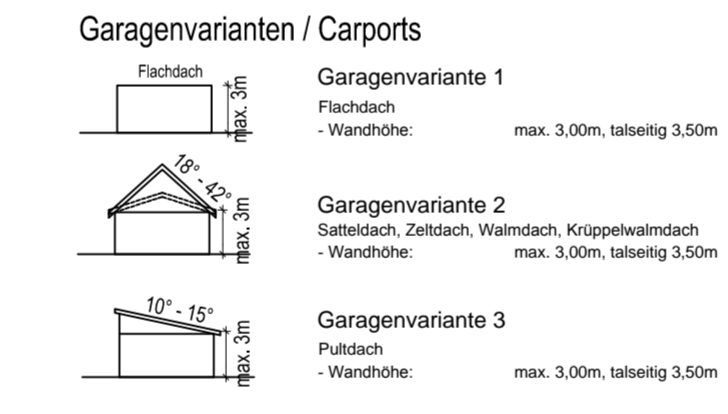 Garagenvarianten / Carports
Flachdach
max. 3m
Garagenvariante 1
Flachdach
- Wandhöhe: max. 3,00m, talseitig 3,50m
18° - 42°
max. 3m
Garagenvariante 2
Satteldach, Zeltdach, Walmdach, Krüppelwalmdach
- Wandhöhe: max. 3,00m, talseitig 3,50m
10° - 15°
max. 3m
Garagenvariante 3
Pultdach
- Wandhöhe: max. 3,00m, talseitig 3,50m